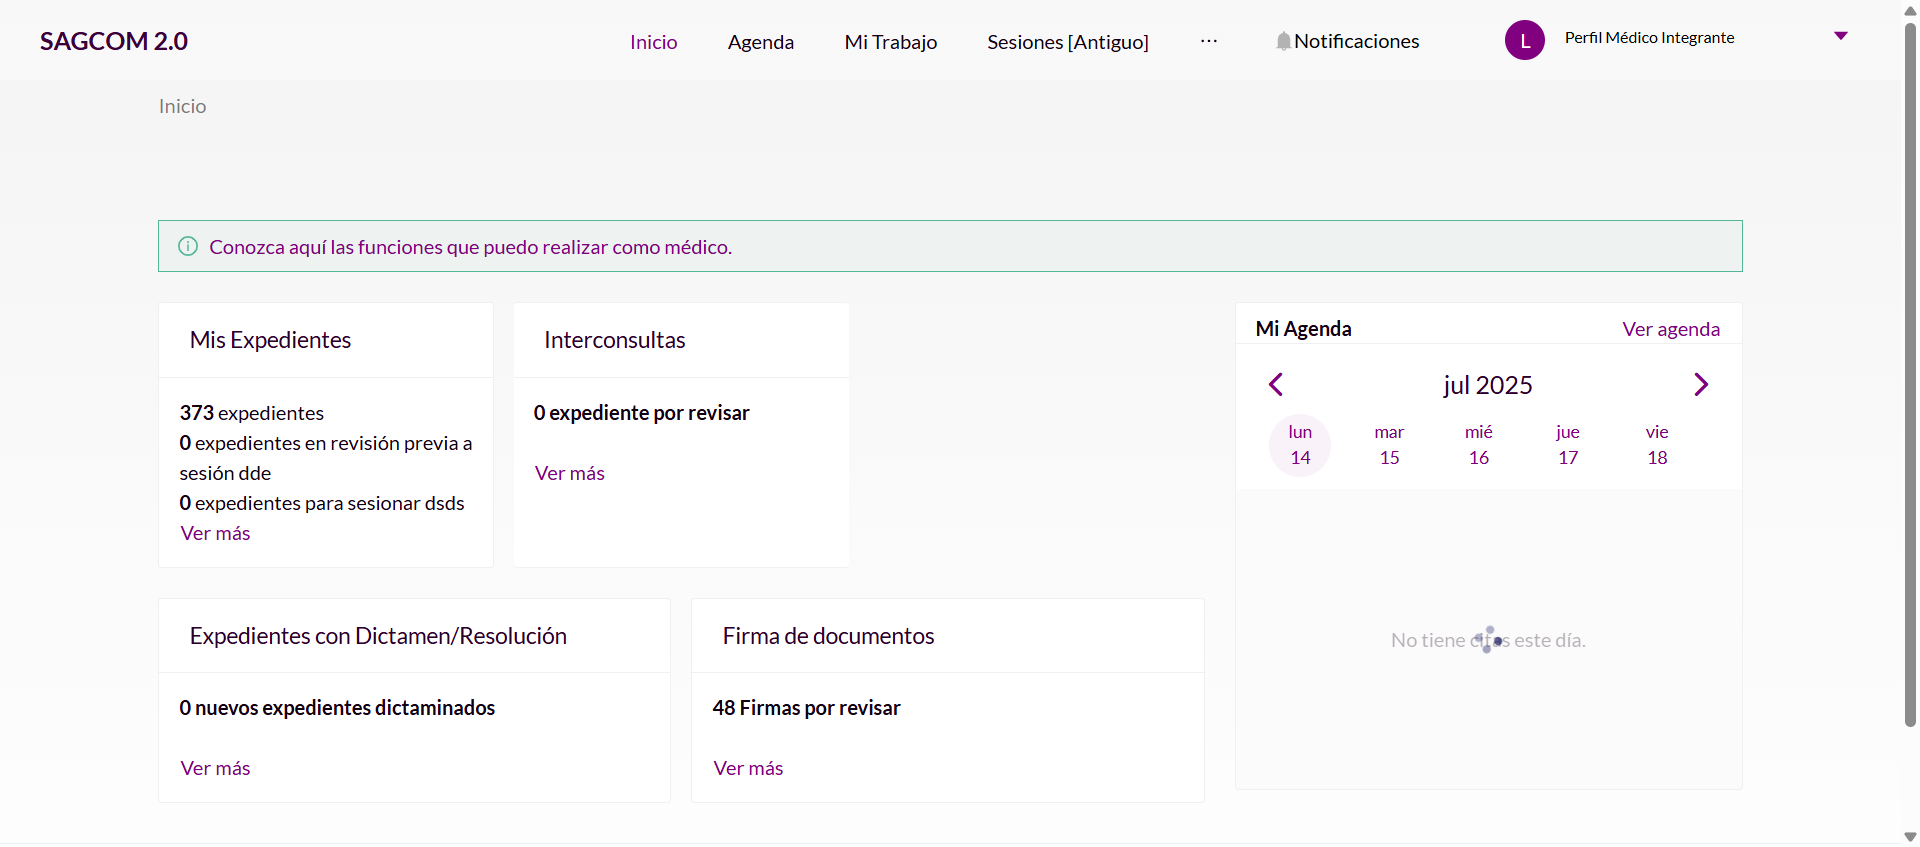 SAGCOM 2.0
Inicio
Agenda
Mi Trabajo
Sesiones [Antiguo]
···
Notificaciones
L
Perfil Médico Integrante
Inicio
Conozca aquí las funciones que puedo realizar como médico.
Mis Expedientes
373 expedientes
0 expedientes en revisión previa a
sesión dde
0 expedientes para sesionar dsds
Ver más
Interconsultas
0 expediente por revisar
Ver más
Expedientes con Dictamen/Resolución
0 nuevos expedientes dictaminados
Ver más
Firma de documentos
48 Firmas por revisar
Ver más
Mi Agenda
Ver agenda
jul 2025
lun
14
mar
15
mié
16
jue
17
vie
18
No tiene citas este día.